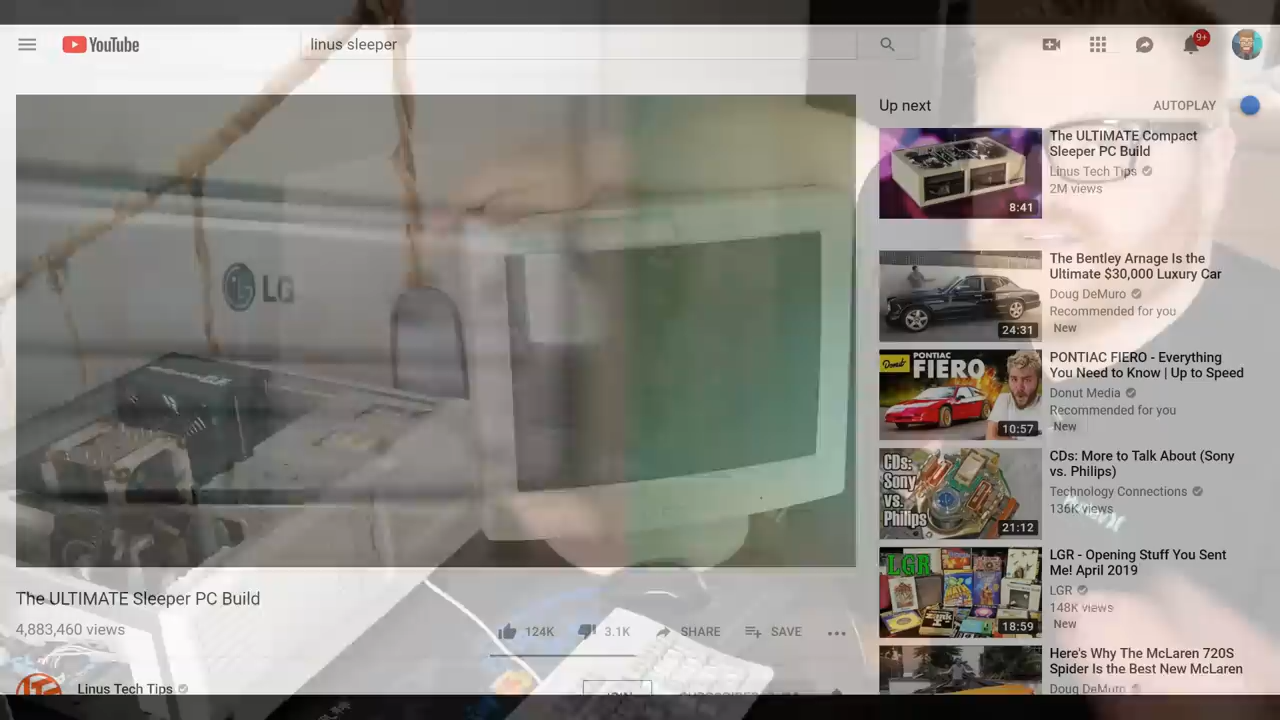 YouTube
linus sleeper
9+
LG
The ULTIMATE Sleeper PC Build
4,883,460 views
124K
3.1K
SHARE
SAVE
Linus Tech Tips
JOIN
Up next
AUTOPLAY
8:41
The ULTIMATE Compact
Sleeper PC Build
Linus Tech Tips
2M views
24:31
The Bentley Arnage Is the
Ultimate $30,000 Luxury Car
Doug DeMuro
Recommended for you
New
Donut
PONTIAC
FIERO
10:57
PONTIAC FIERO - Everything
You Need to Know | Up to Speed
Donut Media
Recommended for you
New
CDs:
Sony
vs.
Philips
21:12
CDs: More to Talk About (Sony
vs. Philips)
Technology Connections
136K views
LGR
18:59
LGR - Opening Stuff You Sent
Me! April 2019
LGR
148K views
New
Here's Why The McLaren 720S
Spider Is the Best New McLaren
Doug DeMuro